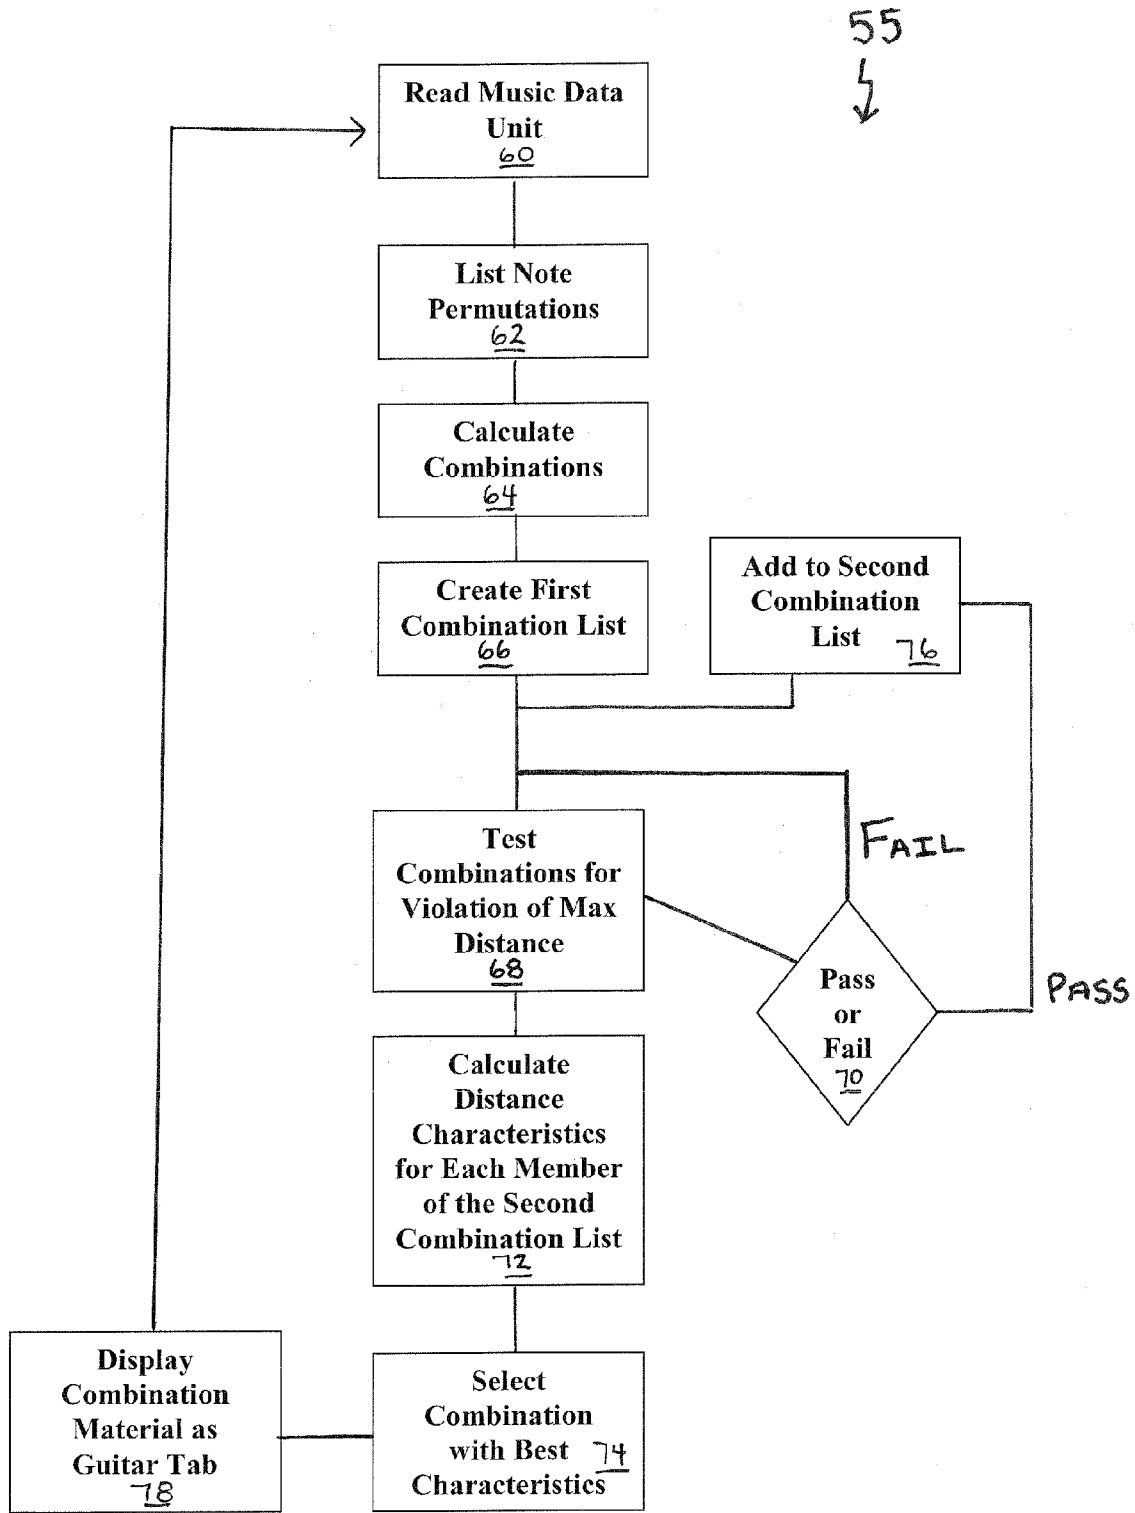 55
Read Music Data
Unit
60
List Note
Permutations
62
Calculate
Combinations
64
Create First
Combination List
66
Add to Second
Combination
List 76
Test
Combinations for
Violation of Max
Distance
68
FAIL
Pass
or
Fail
70
PASS
Calculate
Distance
Characteristics
for Each Member
of the Second
Combination List
72
Select
Combination
with Best 74
Characteristics
Display
Combination
Material as
Guitar Tab
78